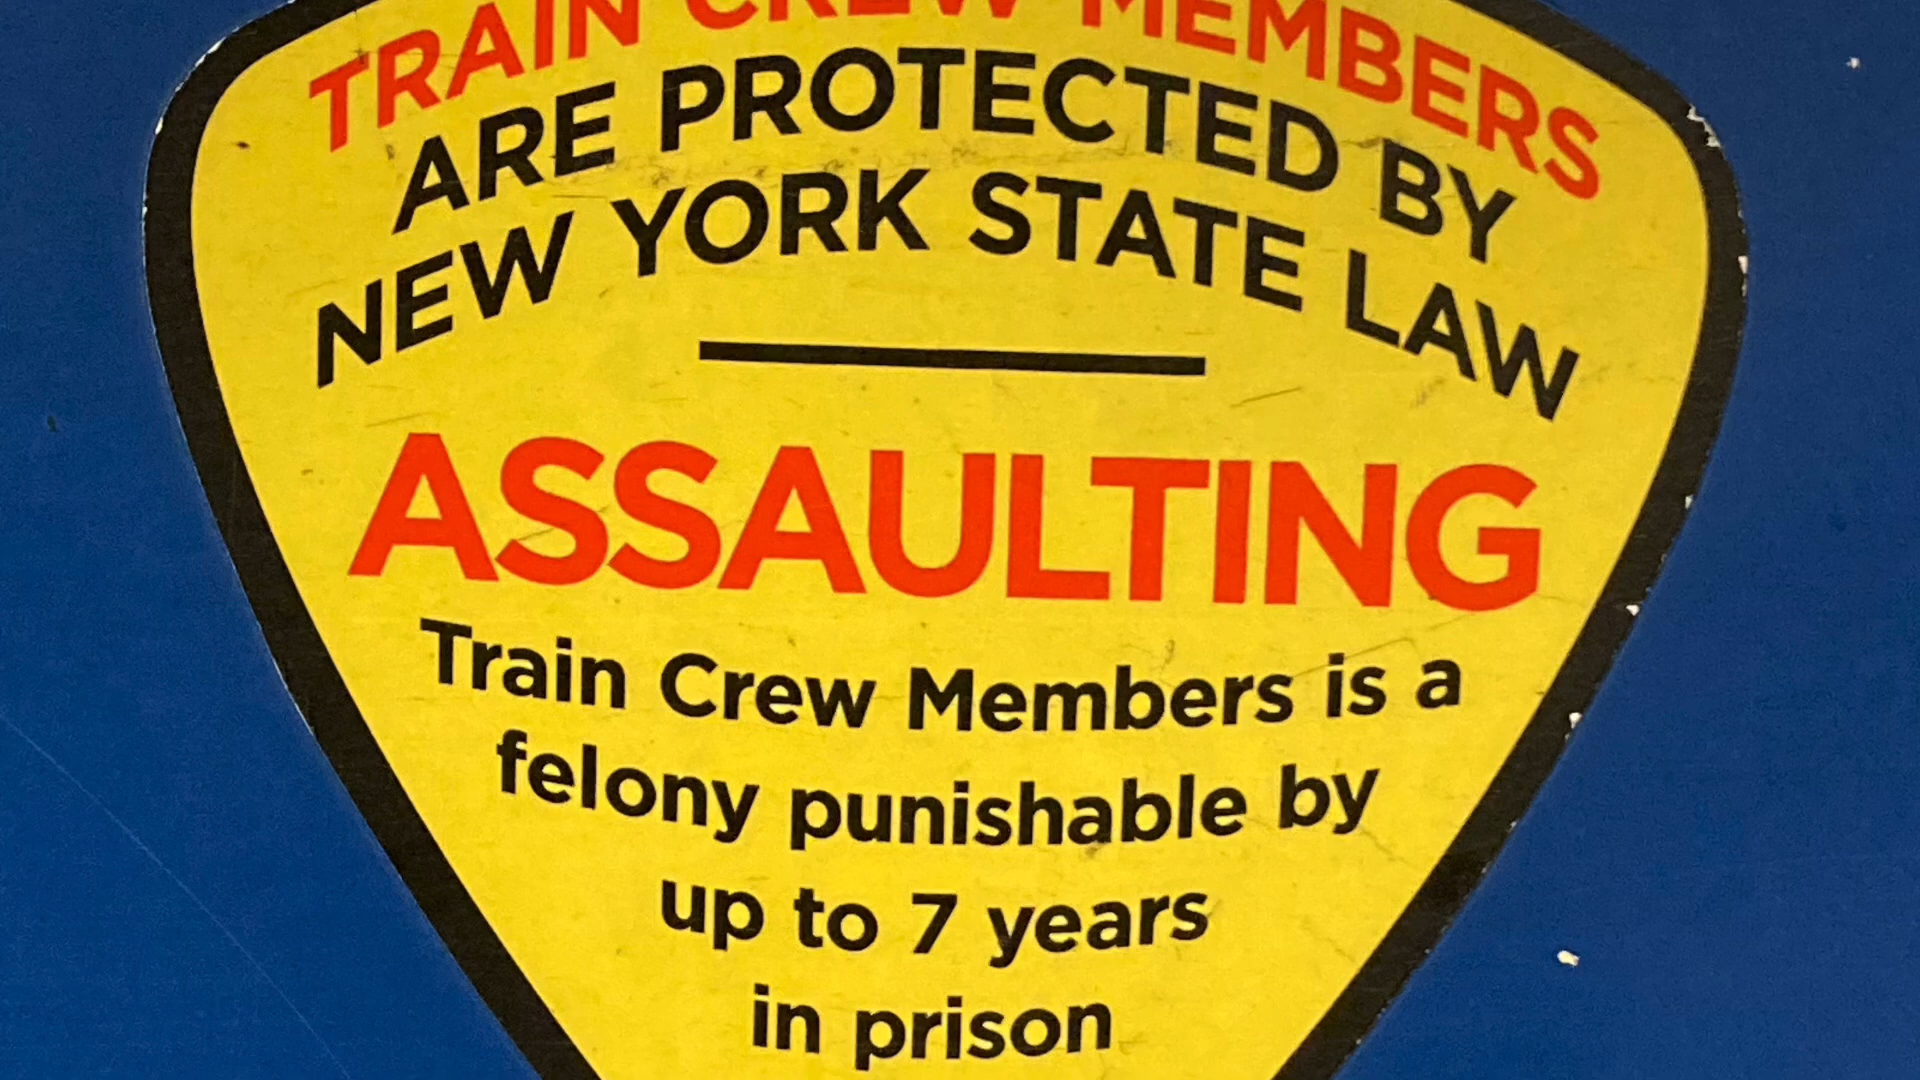 TRAIN CREW MEMBERS
ARE PROTECTED BY
NEW YORK STATE LAW
ASSAULTING
Train Crew Members is a
felony punishable by
up to 7 years
in prison